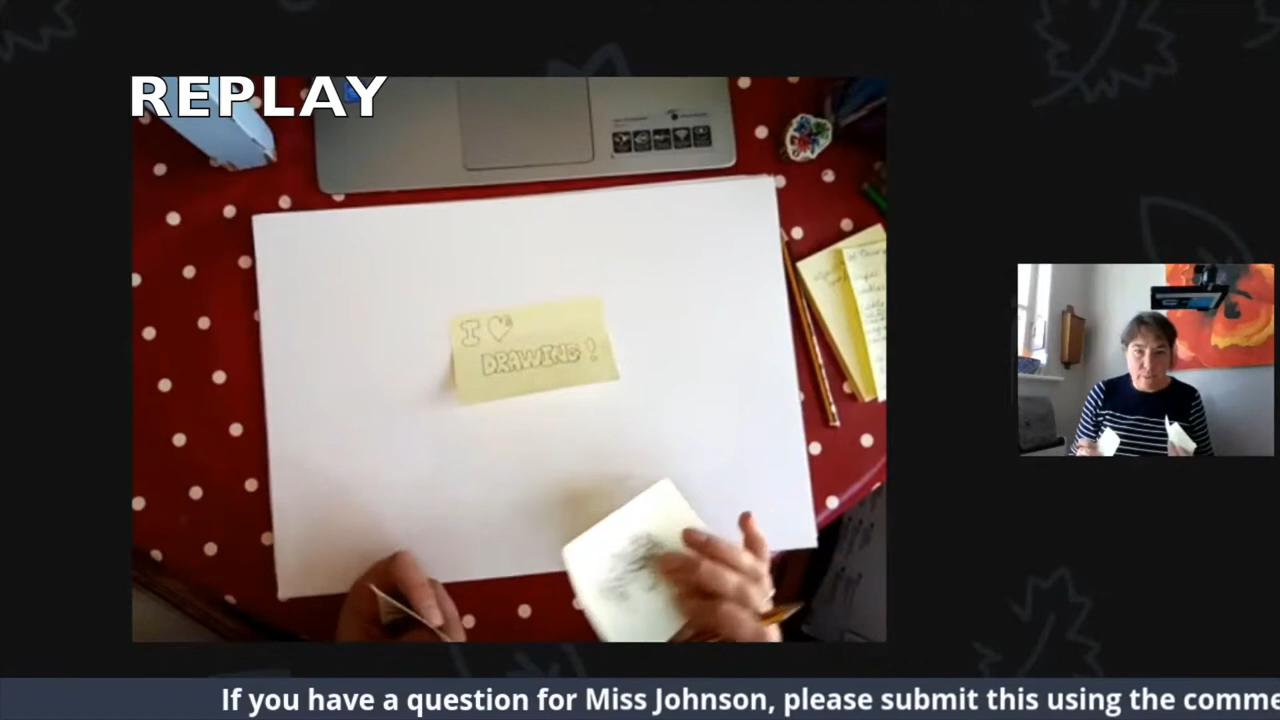 REPLAY
I ♡
DRAWING!
If you have a question for Miss Johnson, please submit this using the comme